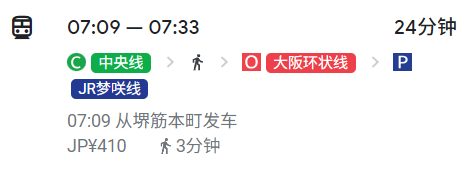 07:09 — 07:33 24分钟
C 中央线 O 大阪环状线 P
JR梦咲线
07:09 从堺筋本町发车
JP¥410 3分钟